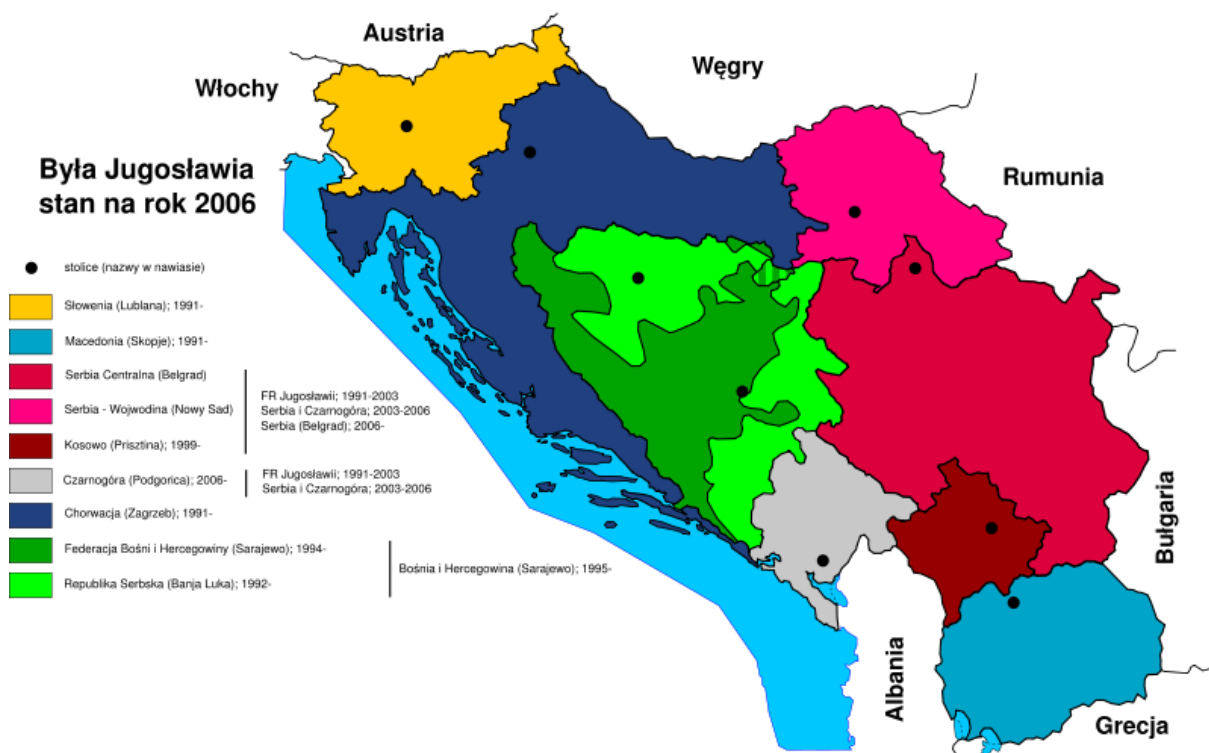 Austria
Węgry
Włochy
Rumunia
Była Jugosławia
stan na rok 2006
stolice (nazwy w nawiasie)
Słowenia (Lublana); 1991-
Macedonia (Skopje); 1991-
Serbia Centralna (Belgrad)
Serbia - Wojwodina (Nowy Sad)
Kosowo (Prisztina); 1999-
FR Jugosławii; 1991-2003
Serbia i Czarnogóra; 2003-2006
Serbia (Belgrad); 2006-
Czarnogóra (Podgorica); 2006-
FR Jugosławii; 1991-2003
Serbia i Czarnogóra; 2003-2006
Chorwacja (Zagrzeb); 1991-
Federacja Bośni i Hercegowiny (Sarajewo); 1994-
Republika Serbska (Banja Luka); 1992-
Bośnia i Hercegowina (Sarajewo); 1995-
Bułgaria
Albania
Grecja